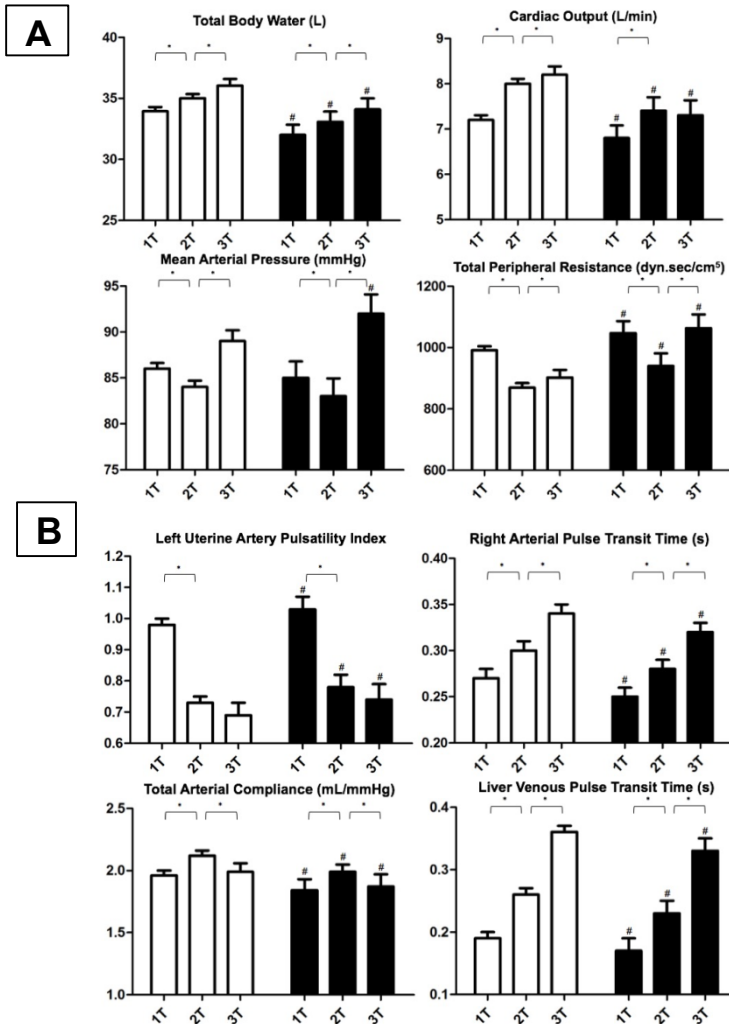 A
Total Body Water (L)
40
35
30
25
* * * * *
# # #
1T 2T 3T 1T 2T 3T
Cardiac Output (L/min)
9
8
7
6
5
* * *
# # #
1T 2T 3T 1T 2T 3T
Mean Arterial Pressure (mmHg)
95
90
85
80
75
* * * *
#
1T 2T 3T 1T 2T 3T
Total Peripheral Resistance (dyn.sec/cm⁵)
1200
1000
800
600
* * * *
# # #
1T 2T 3T 1T 2T 3T
B
Left Uterine Artery Pulsatility Index
1.2
1.1
1.0
0.9
0.8
0.7
0.6
* *
# # #
1T 2T 3T 1T 2T 3T
Right Arterial Pulse Transit Time (s)
0.40
0.35
0.30
0.25
0.20
* * * *
# # #
1T 2T 3T 1T 2T 3T
Total Arterial Compliance (mL/mmHg)
2.5
2.0
1.5
1.0
* * * *
# # #
1T 2T 3T 1T 2T 3T
Liver Venous Pulse Transit Time (s)
0.4
0.3
0.2
0.1
* * * *
# # #
1T 2T 3T 1T 2T 3T